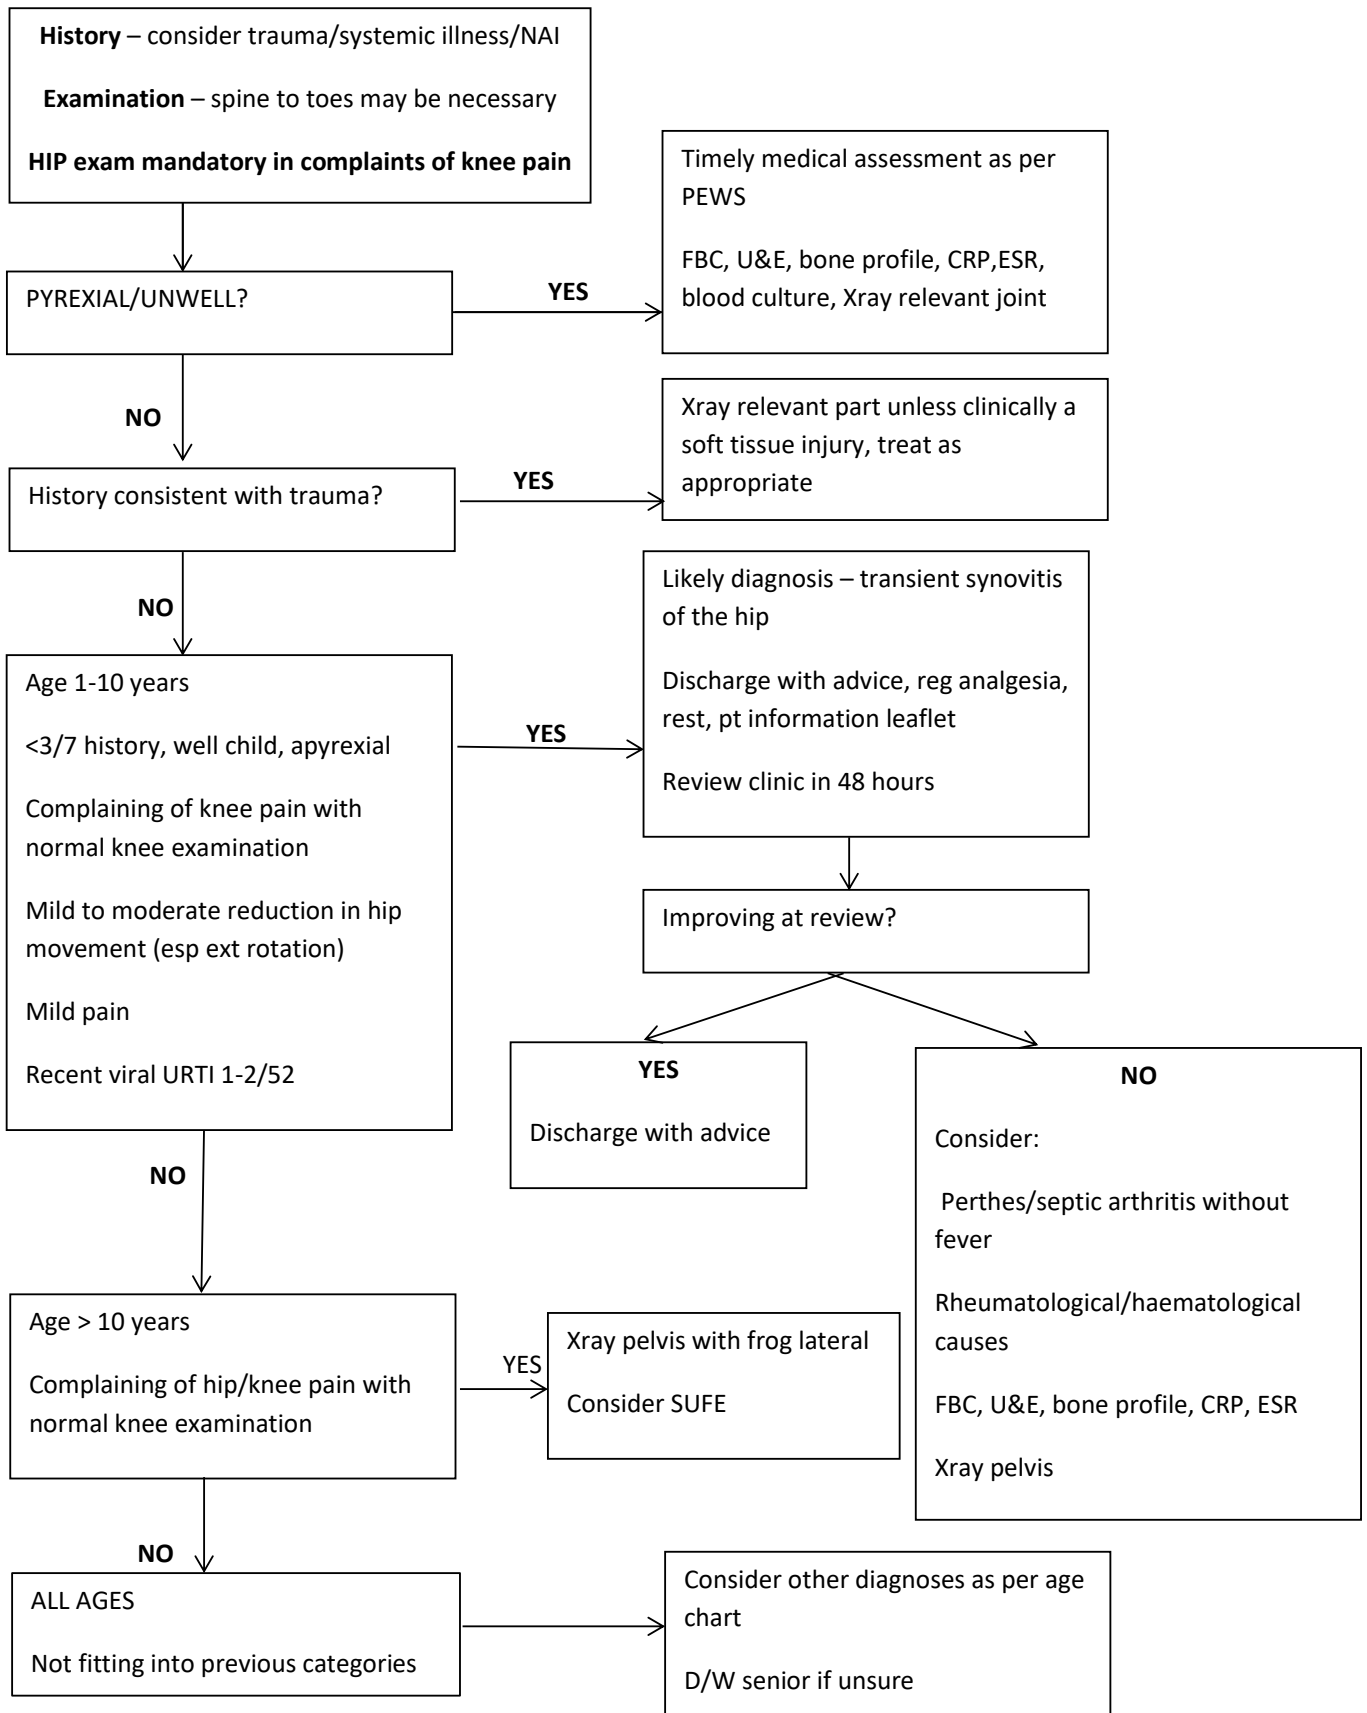 History – consider trauma/systemic illness/NAI
Examination – spine to toes may be necessary
HIP exam mandatory in complaints of knee pain
Timely medical assessment as per
PEWS
FBC, U&E, bone profile, CRP,ESR,
blood culture, Xray relevant joint
PYREXIAL/UNWELL?
YES
NO
Xray relevant part unless clinically a
soft tissue injury, treat as
appropriate
History consistent with trauma?
YES
NO
Likely diagnosis – transient synovitis
of the hip
Discharge with advice, reg analgesia,
rest, pt information leaflet
Review clinic in 48 hours
Age 1-10 years
<3/7 history, well child, apyrexial
Complaining of knee pain with
normal knee examination
Mild to moderate reduction in hip
movement (esp ext rotation)
Mild pain
Recent viral URTI 1-2/52
YES
Improving at review?
YES
Discharge with advice
NO
Consider:
Perthes/septic arthritis without
fever
Rheumatological/haematological
causes
FBC, U&E, bone profile, CRP, ESR
Xray pelvis
NO
Age > 10 years
Complaining of hip/knee pain with
normal knee examination
YES
Xray pelvis with frog lateral
Consider SUFE
NO
ALL AGES
Not fitting into previous categories
Consider other diagnoses as per age
chart
D/W senior if unsure